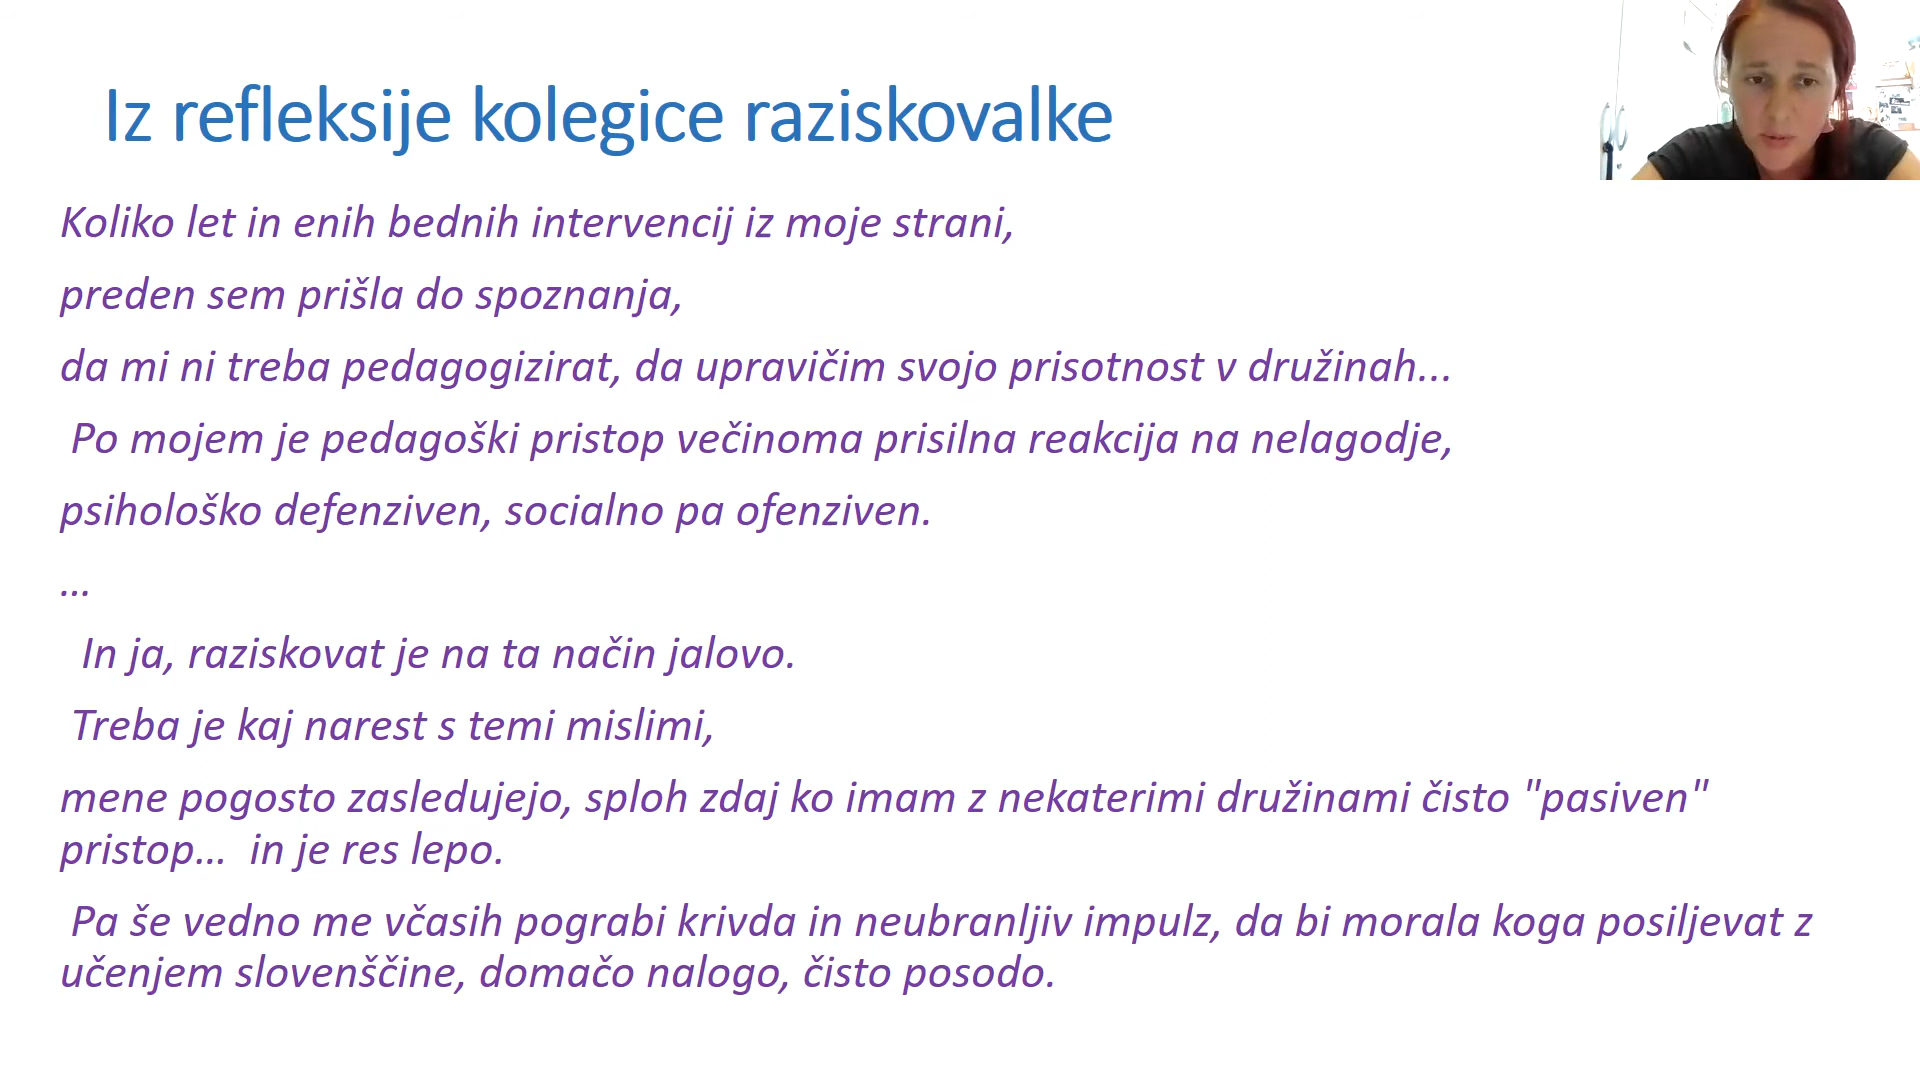 Iz refleksije kolegice raziskovalke
Koliko let in enih bednih intervencij iz moje strani,
preden sem prišla do spoznanja,
da mi ni treba pedagogizirat, da upravičim svojo prisotnost v družinah...
Po mojem je pedagoški pristop večinoma prisilna reakcija na nelagodje,
psihološko defenziven, socialno pa ofenziven.
...
In ja, raziskovat je na ta način jalovo.
Treba je kaj narest s temi mislimi,
mene pogosto zasledujejo, sploh zdaj ko imam z nekaterimi družinami čisto "pasiven"
pristop... in je res lepo.
Pa še vedno me včasih pograbi krivda in neubranljiv impulz, da bi morala koga posiljevat z
učenjem slovenščine, domačo nalogo, čisto posodo.